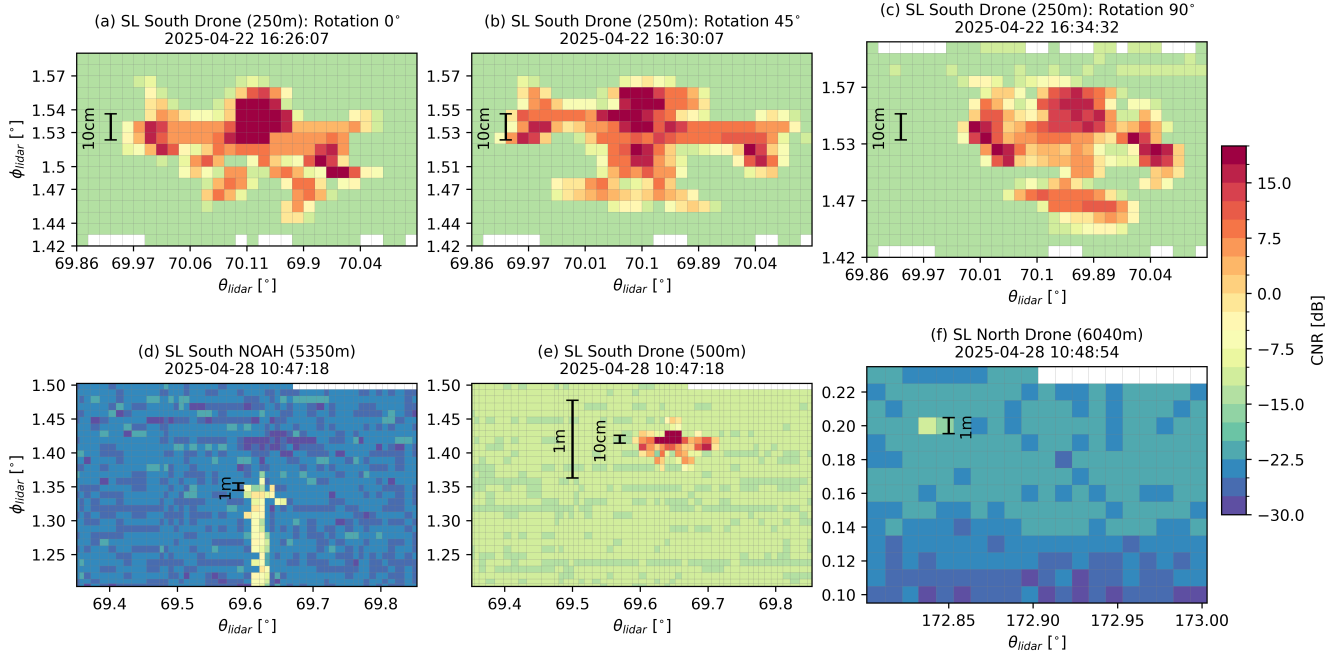 (a) SL South Drone (250m): Rotation 0°
2025-04-22 16:26:07
ϕlidar [°]
1.57
1.54
1.53
1.5
1.47
1.44
1.42
10cm
69.86 69.97 70.06 70.11 69.9 70.04
θlidar [°]
(b) SL South Drone (250m): Rotation 45°
2025-04-22 16:30:07
1.57
1.55
1.53
1.51
1.47
1.44
1.42
10cm
69.86 69.97 70.06 70.1 69.89 70.04
θlidar [°]
(c) SL South Drone (250m): Rotation 90°
2025-04-22 16:34:32
1.57
1.53
1.47
1.42
10cm
69.86 69.97 70.01 70.1 69.89 70.04
θlidar [°]
(d) SL South NOAH (5350m)
2025-04-28 10:47:18
ϕlidar [°]
1.50
1.45
1.40
1.35
1.30
1.25
1m
69.4 69.5 69.6 69.7 69.8
θlidar [°]
(e) SL South Drone (500m)
2025-04-28 10:47:18
1.50
1.45
1.40
1.35
1.30
1.25
1m
10cm
69.4 69.5 69.6 69.7 69.8
θlidar [°]
(f) SL North Drone (6040m)
2025-04-28 10:48:54
0.22
0.20
0.18
0.16
0.14
0.12
0.10
1m
172.85 172.90 172.95 173.00
θlidar [°]
15.0
7.5
0.0
−7.5
−15.0
−22.5
−30.0
CNR [dB]